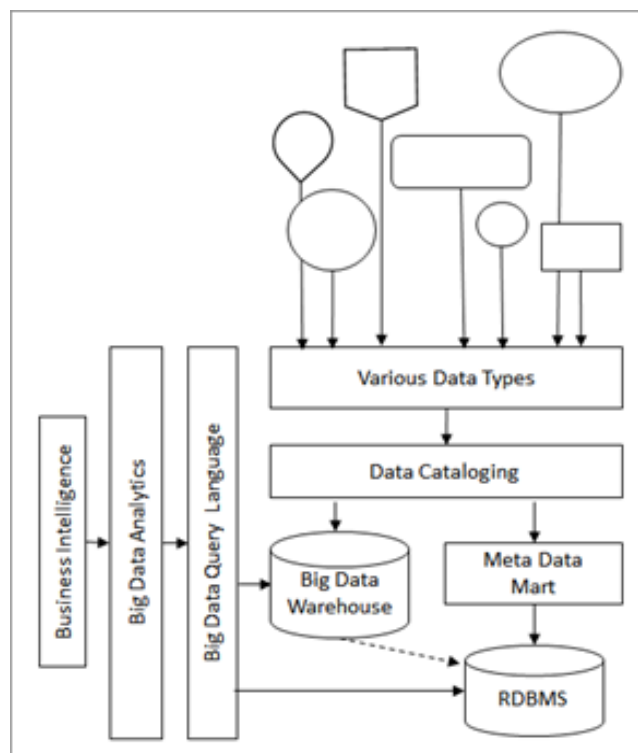 Various Data Types
Data Cataloging
Business Intelligence
Big Data Analytics
Big Data Query Language
Big Data
Warehouse
Meta Data
Mart
RDBMS